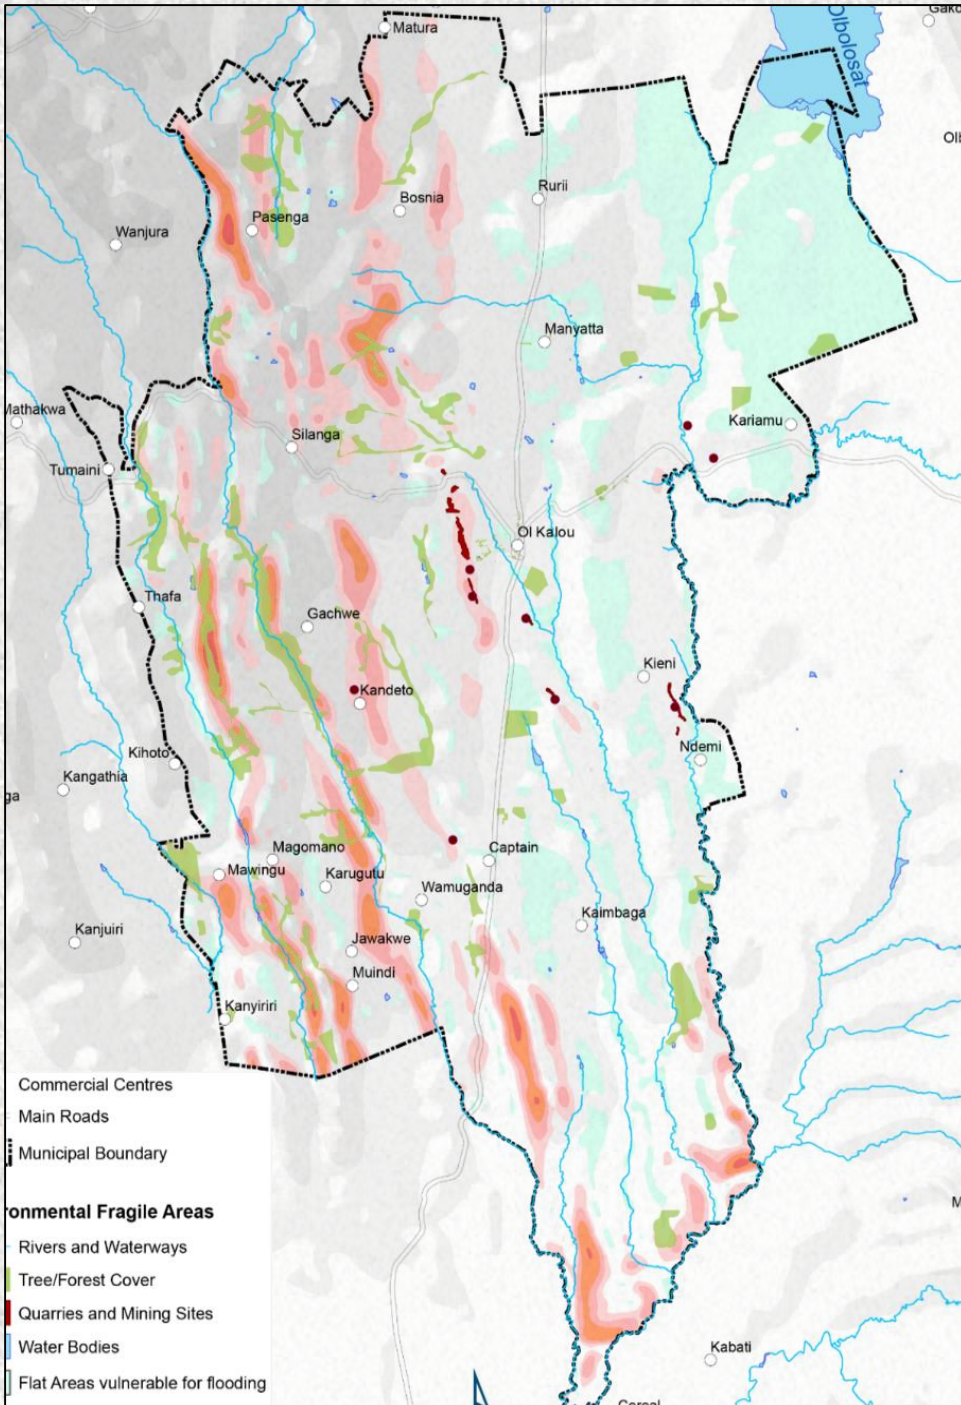 Matura
Olbolosat
Bosnia
Rurii
Pasenga
Wanjura
Manyatta
Mathakwa
Kariamu
Silanga
Tumaini
Ol Kalou
Thafa
Gachwe
Kieni
Kandeto
Ndemi
Kihoto
Kangathia
ga
Magomano
Captain
Mawingu
Karugutu
Wamuganda
Kaimbaga
Kanjuiri
Jawakwe
Muindi
Kanyiriri
Commercial Centres
Main Roads
Municipal Boundary
ronmental Fragile Areas
Rivers and Waterways
Tree/Forest Cover
Quarries and Mining Sites
Water Bodies
Flat Areas vulnerable for flooding
Kabati